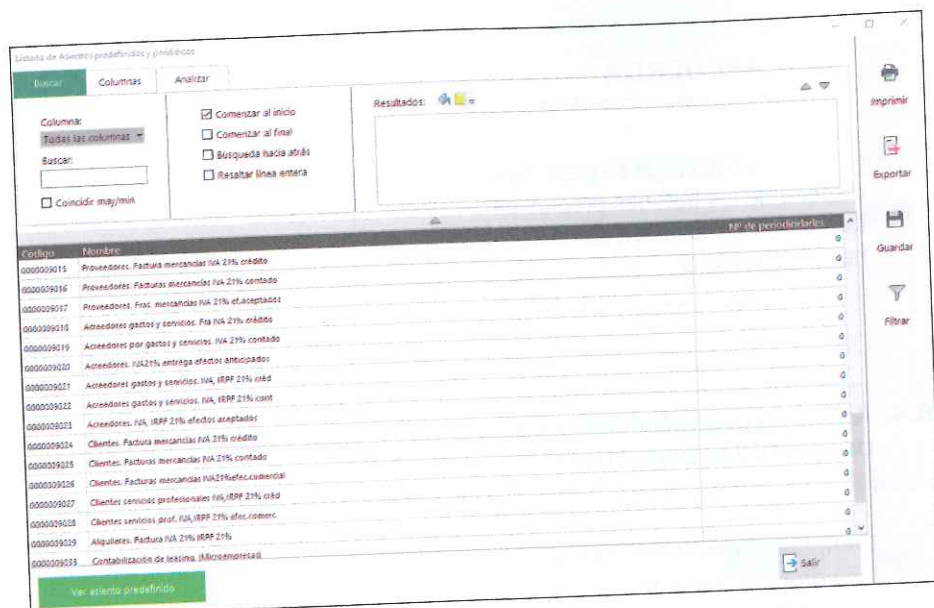 Listado de Asientos predefinidos y periódicos
Buscar Columnas Analizar
Columna:
Todas las columnas
Buscar:
Coincidir may/min
Comenzar al inicio
Comenzar al final
Búsqueda hacia atrás
Resaltar línea entera
Resultados:
Imprimir
Exportar
Guardar
Filtrar
Código Nombre Nº de periodicidades
0000009015 Proveedores. Factura mercancías IVA 21% crédito 0
0000009016 Proveedores. Facturas mercancías IVA 21% contado 0
0000009017 Proveedores. Fras. mercancías IVA 21% ef.aceptados 0
0000009018 Acreedores gastos y servicios. Fra IVA 21% crédito 0
0000009019 Acreedores por gastos y servicios. IVA 21% contado 0
0000009020 Acreedores. IVA21% entrega efectos anticipados 0
0000009021 Acreedores gastos y servicios. IVA, IRPF 21% créd 0
0000009022 Acreedores gastos y servicios. IVA, IRPF 21% cont 0
0000009023 Acreedores. IVA, IRPF 21% efectos aceptados 0
0000009024 Clientes. Factura mercancías IVA 21% crédito 0
0000009025 Clientes. Facturas mercancías IVA 21% contado 0
0000009026 Clientes. Facturas mercancías IVA21%efec.comercial 0
0000009027 Clientes servicios profesionales IVA,IRPF 21% créd 0
0000009028 Clientes servicios prof. IVA,IRPF 21% efec.comerc. 0
0000009029 Alquileres. Factura IVA 21% IRPF 21% 0
0000009033 Contabilización de leasing. (Microempresas) 0
Ver asiento predefinido
Salir